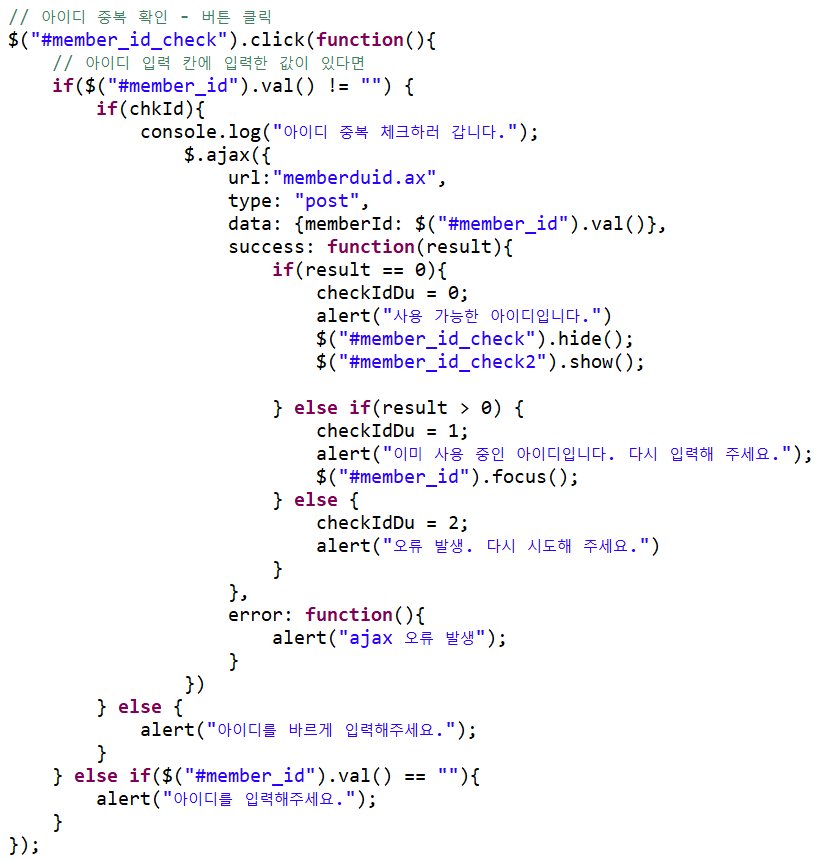 // 아이디 중복 확인 - 버튼 클릭
$("#member_id_check").click(function(){
    // 아이디 입력 칸에 입력한 값이 있다면
    if($("#member_id").val() != "") {
        if(chkId){
            console.log("아이디 중복 체크하러 갑니다.");
                $.ajax({
                    url:"memberduid.ax",
                    type: "post",
                    data: {memberId: $("#member_id").val()},
                    success: function(result){
                        if(result == 0){
                            checkIdDu = 0;
                            alert("사용 가능한 아이디입니다.")
                            $("#member_id_check").hide();
                            $("#member_id_check2").show();

                        } else if(result > 0) {
                            checkIdDu = 1;
                            alert("이미 사용 중인 아이디입니다. 다시 입력해 주세요.");
                            $("#member_id").focus();
                        } else {
                            checkIdDu = 2;
                            alert("오류 발생. 다시 시도해 주세요.")
                        }
                    },
                    error: function(){
                        alert("ajax 오류 발생");
                    }
                })
        } else {
            alert("아이디를 바르게 입력해주세요.");
        }
    } else if($("#member_id").val() == ""){
        alert("아이디를 입력해주세요.");
    }
});